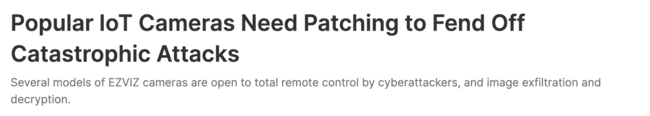 Popular IoT Cameras Need Patching to Fend Off
Catastrophic Attacks
Several models of EZVIZ cameras are open to total remote control by cyberattackers, and image exfiltration and
decryption.